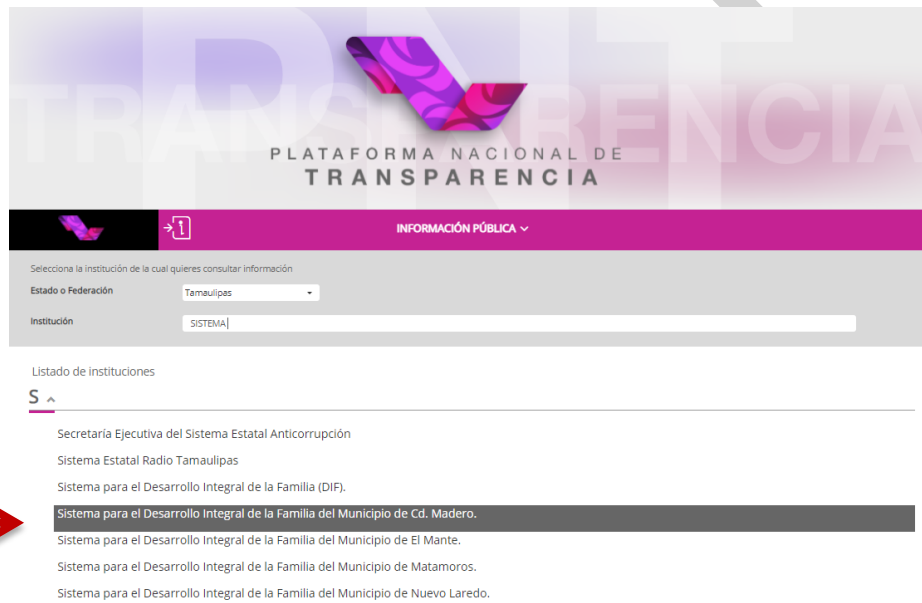 PNT
TRANSPARENCIA
PLATAFORMA NACIONAL DE
TRANSPARENCIA
INFORMACIÓN PÚBLICA
Selecciona la institución de la cual quieres consultar información
Estado o Federación
Tamaulipas
Institución
SISTEMA
Listado de instituciones
S
Secretaría Ejecutiva del Sistema Estatal Anticorrupción
Sistema Estatal Radio Tamaulipas
Sistema para el Desarrollo Integral de la Familia (DIF).
Sistema para el Desarrollo Integral de la Familia del Municipio de Cd. Madero.
Sistema para el Desarrollo Integral de la Familia del Municipio de El Mante.
Sistema para el Desarrollo Integral de la Familia del Municipio de Matamoros.
Sistema para el Desarrollo Integral de la Familia del Municipio de Nuevo Laredo.